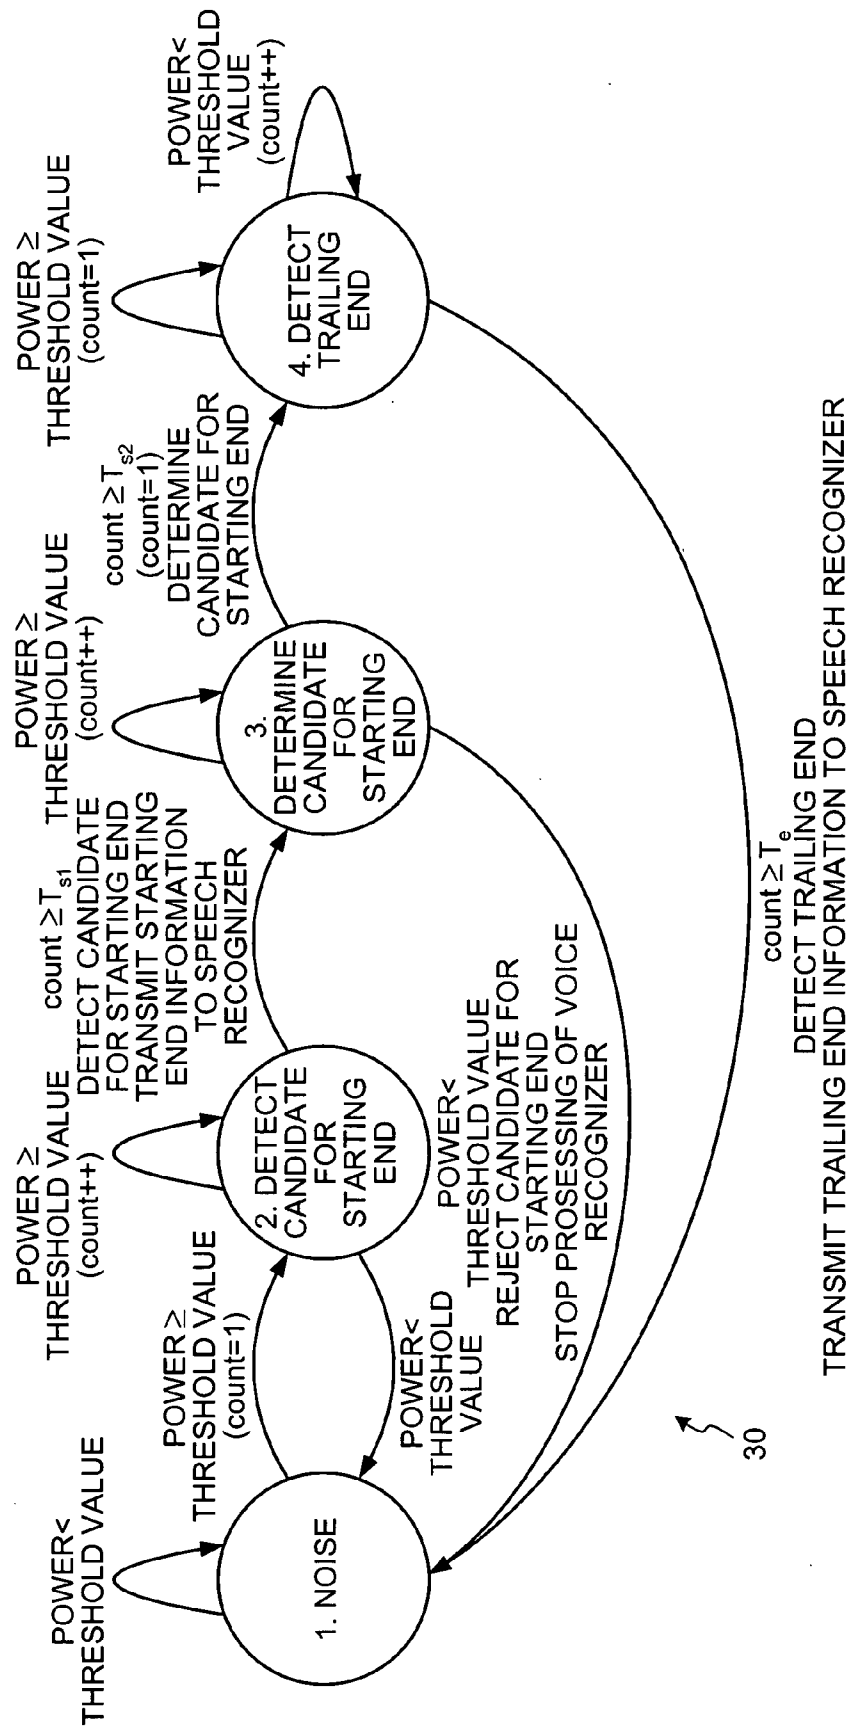 POWER<
THRESHOLD VALUE
1. NOISE
POWER≥
THRESHOLD VALUE
(count=1)
POWER<
THRESHOLD
VALUE
POWER≥
THRESHOLD VALUE
(count++)
2. DETECT
CANDIDATE
FOR
STARTING
END
count≥Ts1
DETECT CANDIDATE
FOR STARTING END
TRANSMIT STARTING
END INFORMATION
TO SPEECH
RECOGNIZER
POWER<
THRESHOLD VALUE
REJECT CANDIDATE FOR
STARTING END
STOP PROSESSING OF VOICE
RECOGNIZER
POWER≥
THRESHOLD VALUE
(count++)
3.
DETERMINE
CANDIDATE
FOR
STARTING
END
count≥Ts2
(count=1)
DETERMINE
CANDIDATE FOR
STARTING END
POWER≥
THRESHOLD VALUE
(count=1)
4. DETECT
TRAILING
END
POWER<
THRESHOLD
VALUE
(count++)
count≥Te
DETECT TRAILING END
TRANSMIT TRAILING END INFORMATION TO SPEECH RECOGNIZER
30